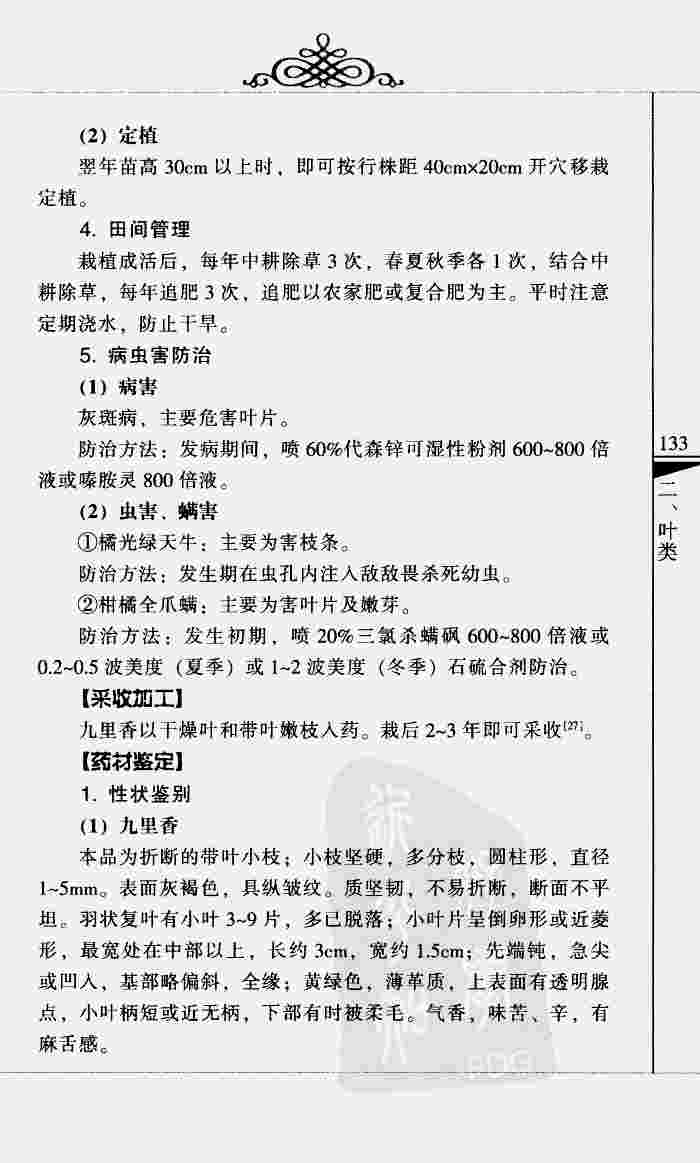 (2) 定植
翌年苗高 30cm 以上时，即可按行株距 40cm×20cm 开穴移栽
定植。
4. 田间管理
栽植成活后，每年中耕除草 3 次，春夏秋季各 1 次，结合中
耕除草，每年追肥 3 次，追肥以农家肥或复合肥为主。平时注意
定期浇水，防止干旱。
5. 病虫害防治
(1) 病害
灰斑病，主要危害叶片。
防治方法：发病期间，喷 60%代森锌可湿性粉剂 600~800 倍
液或嗪胺灵 800 倍液。
(2) 虫害、螨害
①橘光绿天牛：主要为害枝条。
防治方法：发生期在虫孔内注入敌敌畏杀死幼虫。
②柑橘全爪螨：主要为害叶片及嫩芽。
防治方法：发生初期，喷 20%三氯杀螨砜 600~800 倍液或
0.2~0.5 波美度（夏季）或 1~2 波美度（冬季）石硫合剂防治。
【采收加工】
九里香以干燥叶和带叶嫩枝入药。栽后 2~3 年即可采收[27]。
【药材鉴定】
1. 性状鉴别
(1) 九里香
本品为折断的带叶小枝；小枝坚硬，多分枝，圆柱形，直径
1~5mm。表面灰褐色，具纵皱纹。质坚韧，不易折断，断面不平
坦。羽状复叶有小叶 3~9 片，多已脱落；小叶片呈倒卵形或近菱
形，最宽处在中部以上，长约 3cm，宽约 1.5cm；先端钝，急尖
或凹入，基部略偏斜，全缘；黄绿色，薄革质，上表面有透明腺
点，小叶柄短或近无柄，下部有时被柔毛。气香，味苦、辛，有
麻舌感。
133
二、叶类
PDG